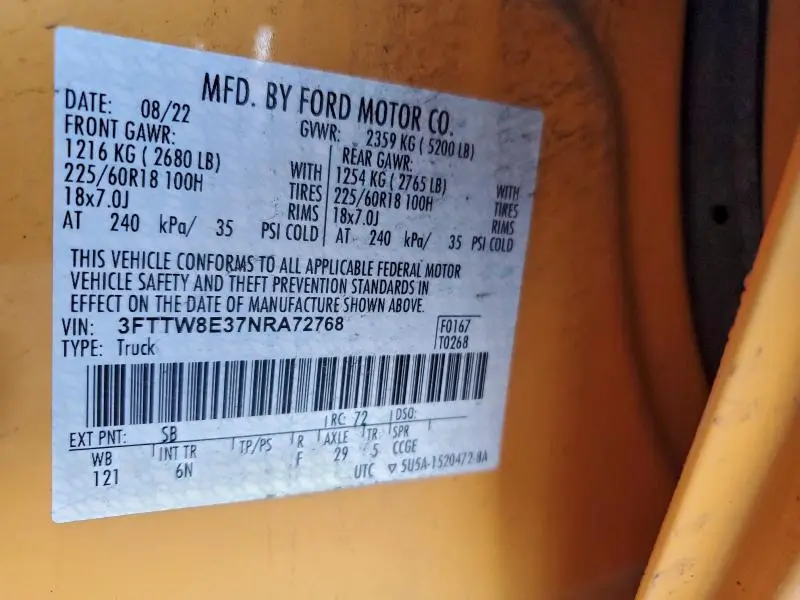 MFD. BY FORD MOTOR CO.
DATE: 08/22 GVWR: 2359 KG ( 5200 LB)
FRONT GAWR: REAR GAWR:
1216 KG ( 2680 LB) WITH 1254 KG ( 2765 LB) WITH
225/60R18 100H TIRES 225/60R18 100H TIRES
18x7.0J RIMS 18x7.0J RIMS
AT 240 kPa/ 35 PSI COLD AT 240 kPa/ 35 PSI COLD
THIS VEHICLE CONFORMS TO ALL APPLICABLE FEDERAL MOTOR
VEHICLE SAFETY AND THEFT PREVENTION STANDARDS IN
EFFECT ON THE DATE OF MANUFACTURE SHOWN ABOVE.
VIN: 3FTTW8E37NRA72768 F0167
TYPE: Truck T0268
EXT PNT: SB RC: 72 DSO:
WB INT TR TP/PS R AXLE TR SPR
121 6N F 29 5 CCGE
UTC ▽ 5U5A-1520472-BA